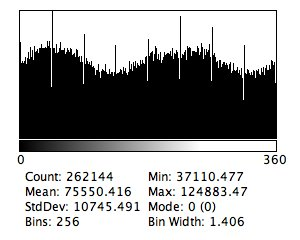 0 360
Count: 262144 Min: 37110.477
Mean: 75550.416 Max: 124883.47
StdDev: 10745.491 Mode: 0 (0)
Bins: 256 Bin Width: 1.406